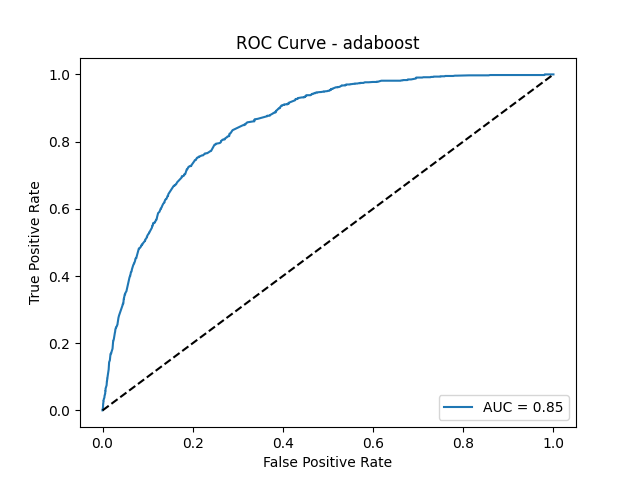 ROC Curve - adaboost
True Positive Rate
1.0
0.8
0.6
0.4
0.2
0.0
AUC = 0.85
0.0 0.2 0.4 0.6 0.8 1.0
False Positive Rate